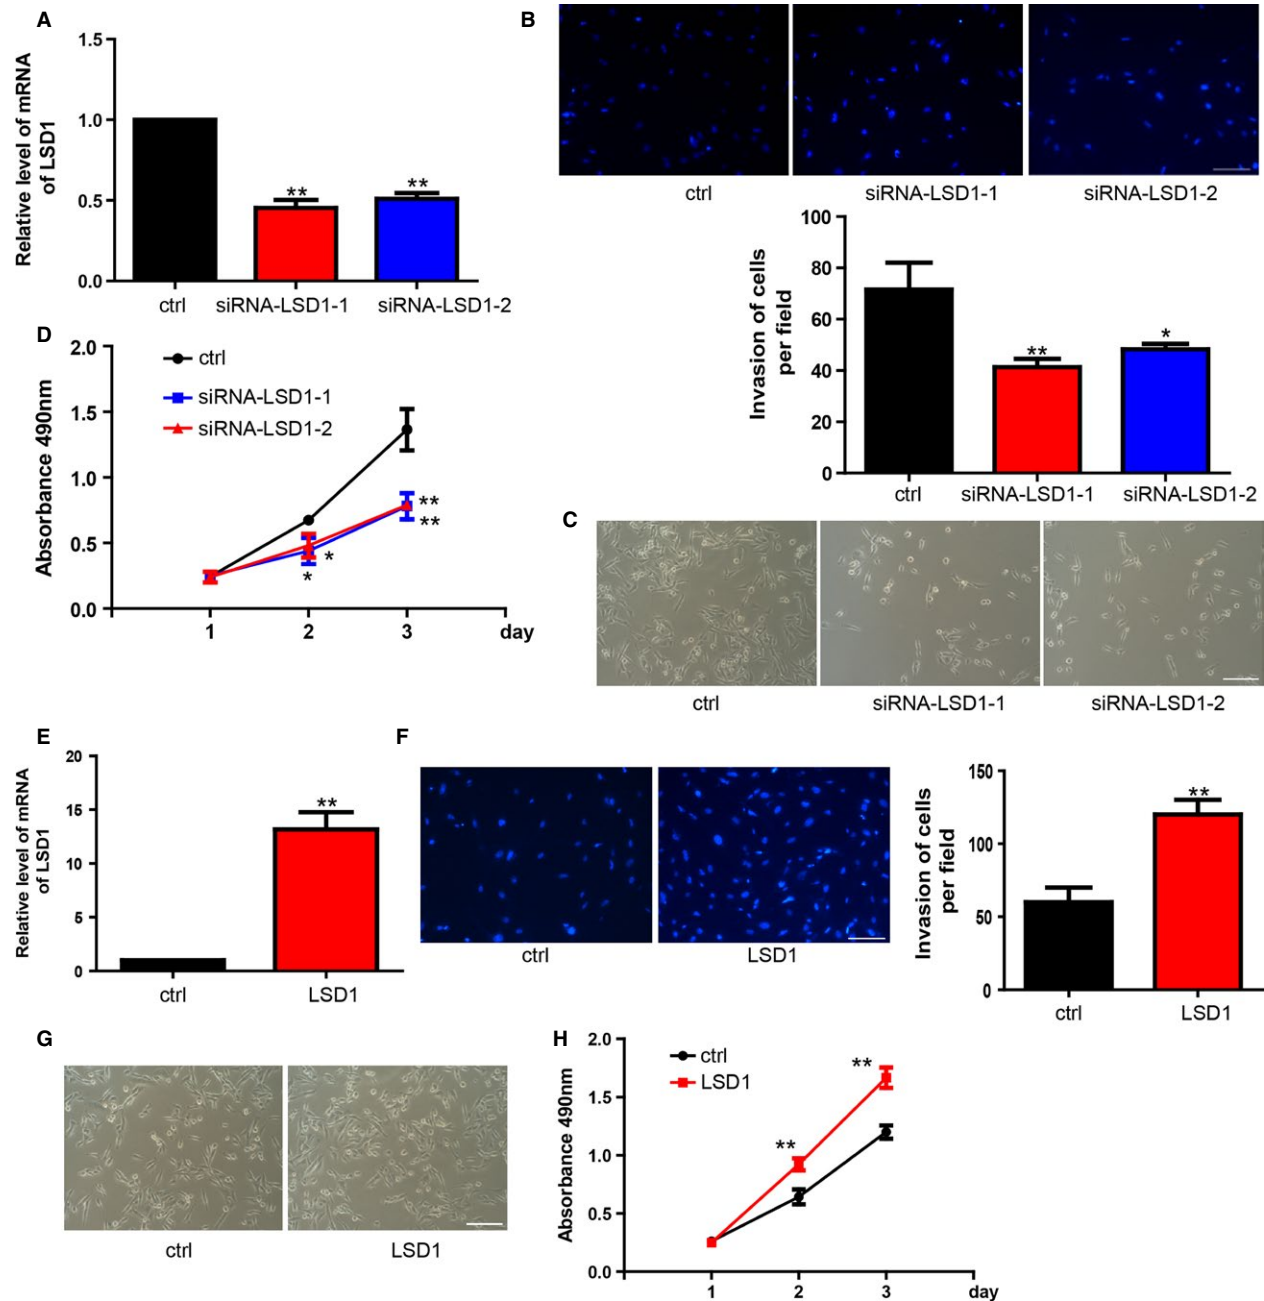 A
Relative level of mRNA
of LSD1
1.5
1.0
0.5
0.0
**
**
ctrl
siRNA-LSD1-1
siRNA-LSD1-2
B
ctrl
siRNA-LSD1-1
siRNA-LSD1-2
Invasion of cells
per field
100
80
60
40
20
0
**
*
ctrl
siRNA-LSD1-1
siRNA-LSD1-2
D
Absorbance 490nm
2.0
1.5
1.0
0.5
0.0
ctrl
siRNA-LSD1-1
siRNA-LSD1-2
*
*
**
**
1
2
3
day
C
ctrl
siRNA-LSD1-1
siRNA-LSD1-2
E
Relative level of mRNA
of LSD1
20
15
10
5
0
**
ctrl
LSD1
F
ctrl
LSD1
Invasion of cells
per field
150
100
50
0
**
ctrl
LSD1
G
ctrl
LSD1
H
Absorbance 490nm
2.0
1.5
1.0
0.5
0.0
ctrl
LSD1
**
**
1
2
3
day